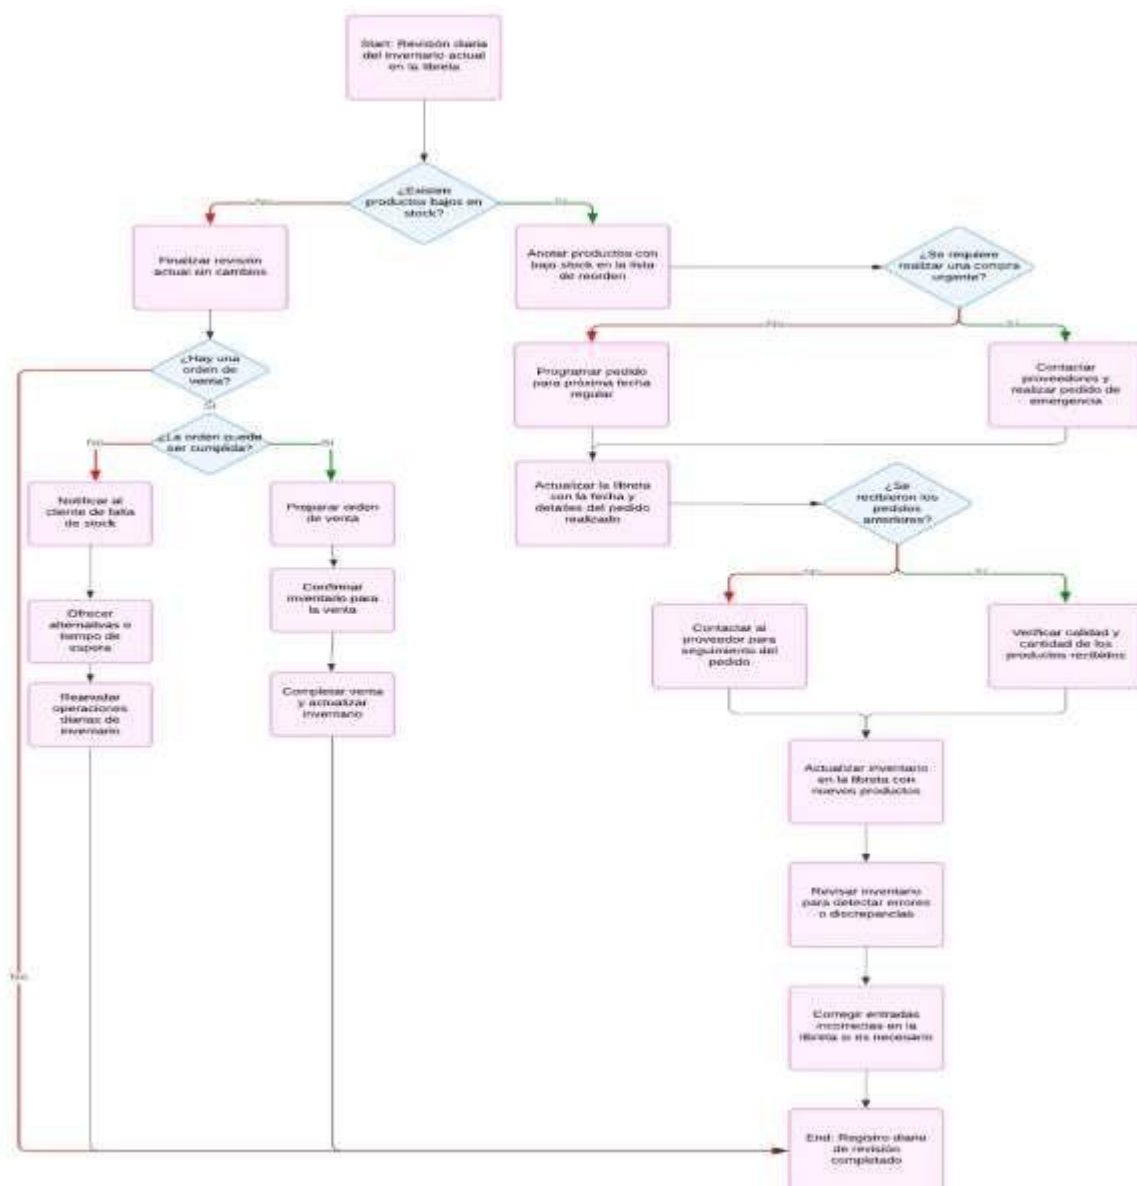 Start: Revisión diaria
del inventario actual
en la libreta
¿Existen
productos bajos en
stock?
No
Si
Finalizar revisión
actual sin cambios
Anotar productos con
bajo stock en la lista
de reorden
¿Se requiere
realizar una compra
urgente?
No
Si
¿Hay una
orden de
venta?
Programar pedido
para próxima fecha
regular
Contactar
proveedores y
realizar pedido de
emergencia
Si
¿La orden puede
ser cumplida?
No
Si
Notificar al
cliente de falta
de stock
Preparar orden
de venta
Actualizar la libreta
con la fecha y
detalles del pedido
realizado
¿Se
recibieron los
pedidos
anteriores?
No
Si
Ofrecer
alternativas o
tiempo de
espera
Confirmar
inventario para
la venta
Contactar al
proveedor para
seguimiento del
pedido
Verificar calidad y
cantidad de los
productos recibidos
Reanudar
operaciones
diarias de
inventario
Completar venta
y actualizar
inventario
Actualizar inventario
en la libreta con
nuevos productos
Revisar inventario
para detectar errores
o discrepancias
No
Corregir entradas
incorrectas en la
libreta si es necesario
End: Registro diario
de revisión
completado